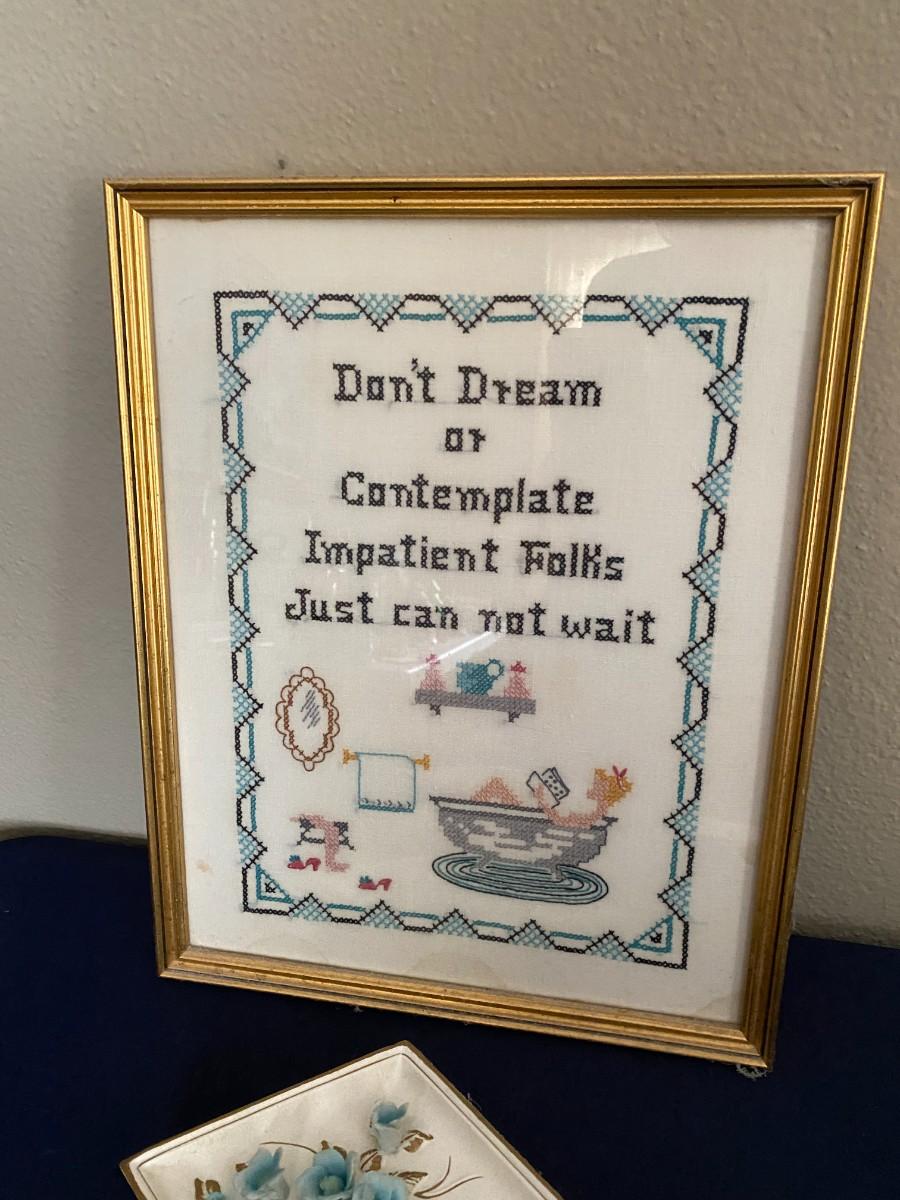 Don't Dream
or
Contemplate
Impatient Folks
Just can not wait